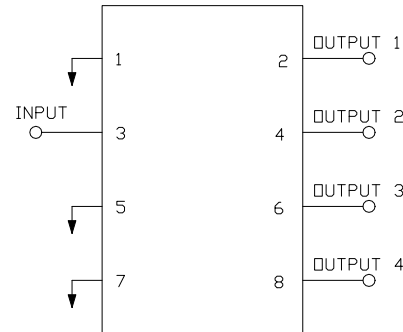 1 2 OUTPUT 1
INPUT
3 4 OUTPUT 2
5 6 OUTPUT 3
7 8 OUTPUT 4